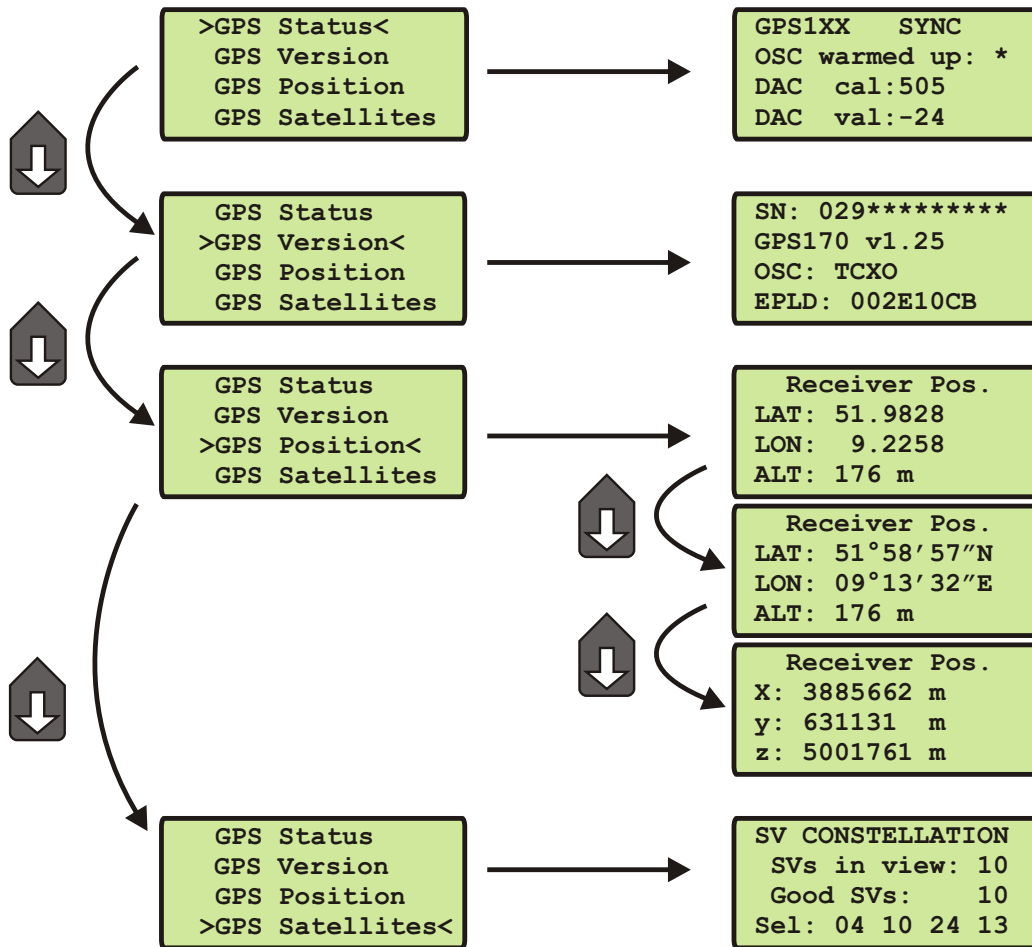 >GPS Status<
GPS Version
GPS Position
GPS Satellites
GPS1XX SYNC
OSC warmed up: *
DAC cal:505
DAC val:-24
GPS Status
>GPS Version<
GPS Position
GPS Satellites
SN: 029*********
GPS170 v1.25
OSC: TCXO
EPLD: 002E10CB
GPS Status
GPS Version
>GPS Position<
GPS Satellites
Receiver Pos.
LAT: 51.9828
LON: 9.2258
ALT: 176 m
Receiver Pos.
LAT: 51°58′57″N
LON: 09°13′32″E
ALT: 176 m
Receiver Pos.
X: 3885662 m
y: 631131 m
z: 5001761 m
GPS Status
GPS Version
GPS Position
>GPS Satellites<
SV CONSTELLATION
SVs in view: 10
Good SVs: 10
Sel: 04 10 24 13